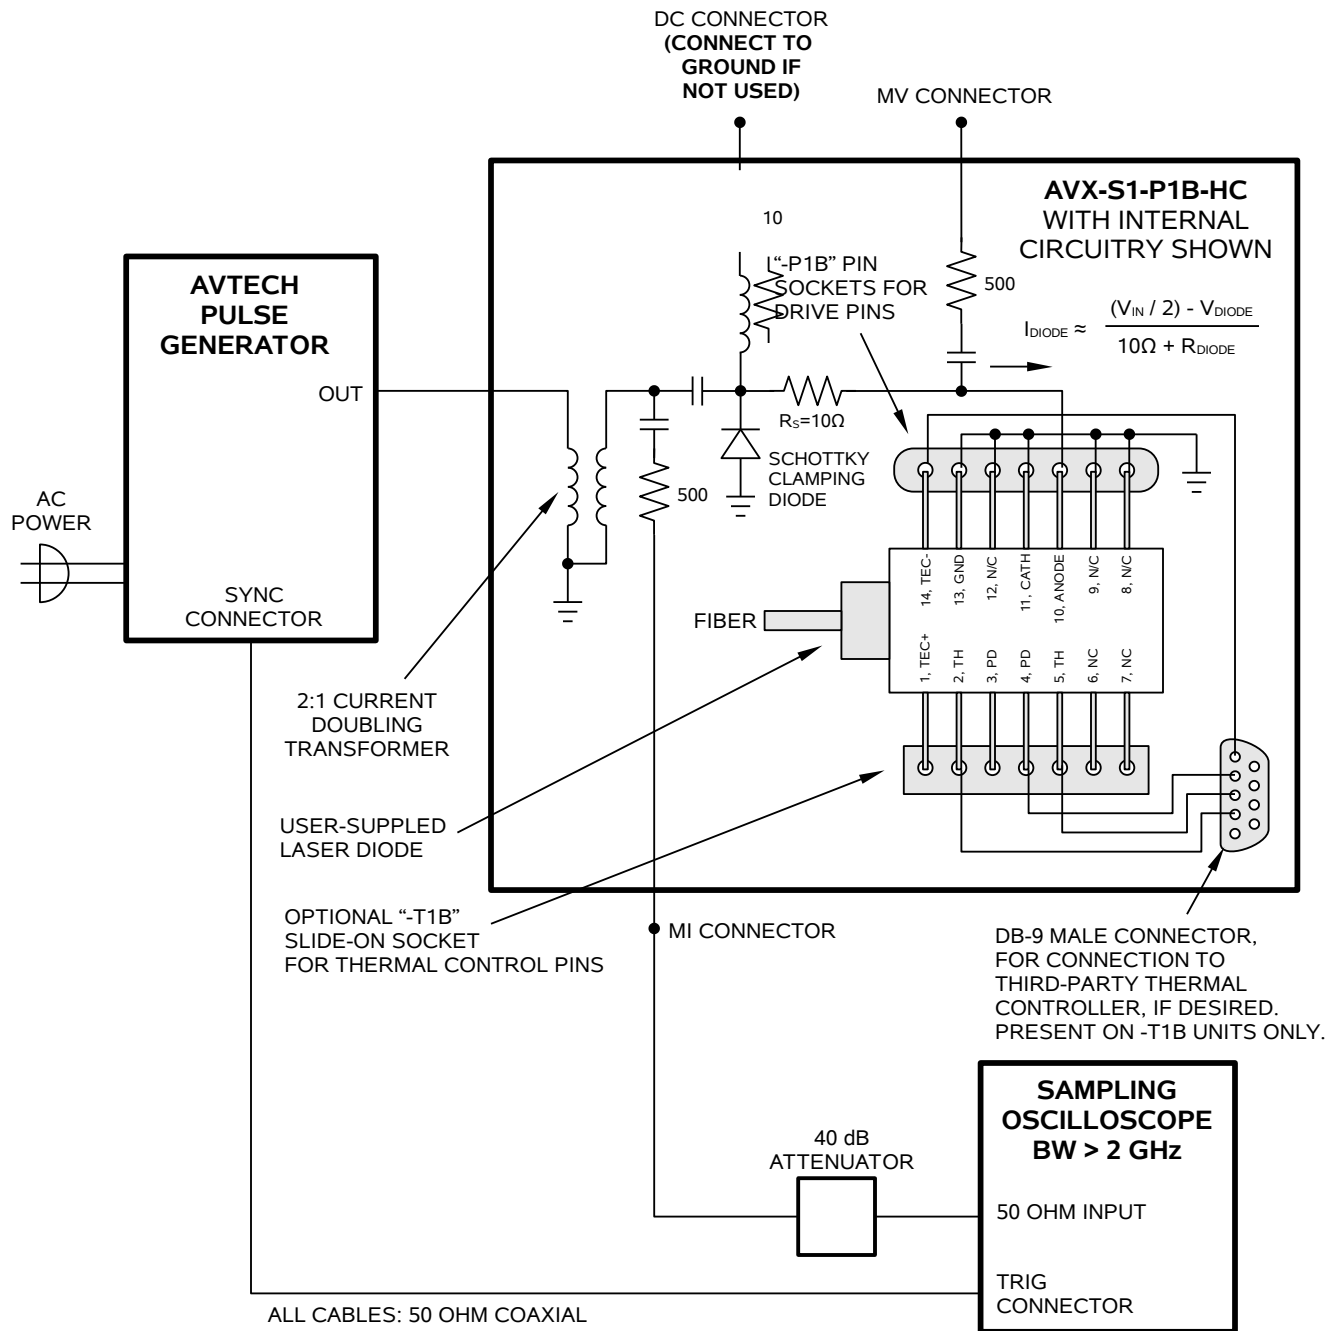 DC CONNECTOR
(CONNECT TO
GROUND IF
NOT USED)
MV CONNECTOR
AVX-S1-P1B-HC
WITH INTERNAL
CIRCUITRY SHOWN
10
"-P1B" PIN
SOCKETS FOR
DRIVE PINS
500
IDIODE ≈ (VIN / 2) - VDIODE
10Ω + RDIODE
AVTECH
PULSE
GENERATOR
OUT
RS=10Ω
SCHOTTKY
CLAMPING
DIODE
500
AC
POWER
SYNC
CONNECTOR
14, TEC-
13, GND
12, N/C
11, CATH
10, ANODE
9, N/C
8, N/C
FIBER
1, TEC+
2, TH
3, PD
4, PD
5, TH
6, NC
7, NC
2:1 CURRENT
DOUBLING
TRANSFORMER
USER-SUPPLED
LASER DIODE
OPTIONAL "-T1B"
SLIDE-ON SOCKET
FOR THERMAL CONTROL PINS
MI CONNECTOR
DB-9 MALE CONNECTOR,
FOR CONNECTION TO
THIRD-PARTY THERMAL
CONTROLLER, IF DESIRED.
PRESENT ON -T1B UNITS ONLY.
SAMPLING
OSCILLOSCOPE
BW > 2 GHz
40 dB
ATTENUATOR
50 OHM INPUT
TRIG
CONNECTOR
ALL CABLES: 50 OHM COAXIAL